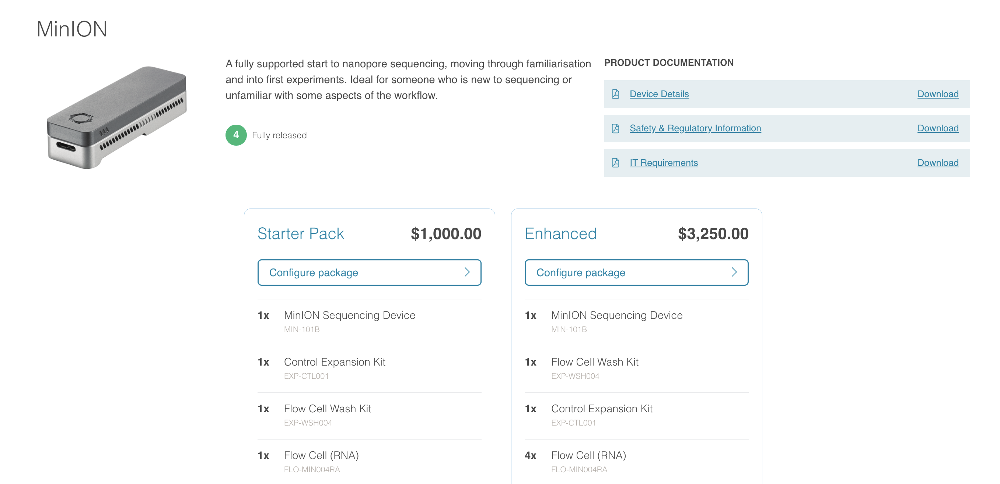 MinION
A fully supported start to nanopore sequencing, moving through familiarisation
and into first experiments. Ideal for someone who is new to sequencing or
unfamiliar with some aspects of the workflow.
4 Fully released
PRODUCT DOCUMENTATION
Device Details Download
Safety & Regulatory Information Download
IT Requirements Download
Starter Pack $1,000.00
Configure package
1x MinION Sequencing Device
MIN-101B
1x Control Expansion Kit
EXP-CTL001
1x Flow Cell Wash Kit
EXP-WSH004
1x Flow Cell (RNA)
FLO-MIN004RA
Enhanced $3,250.00
Configure package
1x MinION Sequencing Device
MIN-101B
1x Flow Cell Wash Kit
EXP-WSH004
1x Control Expansion Kit
EXP-CTL001
4x Flow Cell (RNA)
FLO-MIN004RA